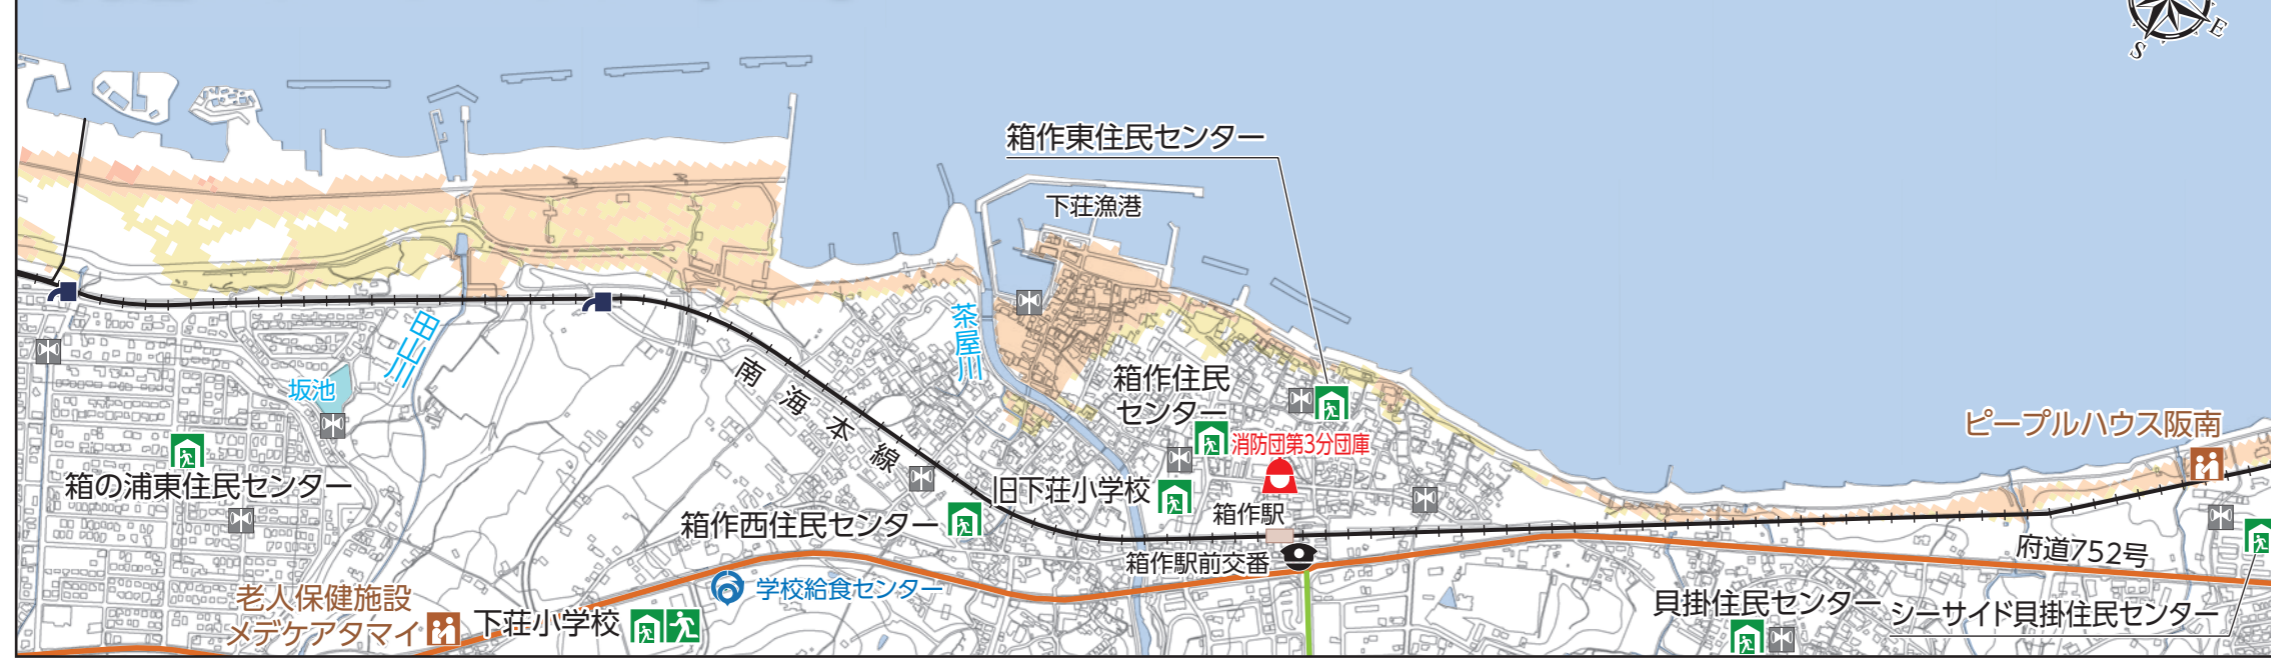 E
S
箱作東住民センター
下荘漁港
茶屋川
田山川
坂池
南海本線
箱作住民
センター
消防団第3分団庫
ピープルハウス阪南
箱の浦東住民センター
旧下荘小学校
箱作西住民センター
箱作駅
箱作駅前交番
府道752号
学校給食センター
老人保健施設
メデケアタマイ
下荘小学校
貝掛住民センター
シーサイド貝掛住民センター